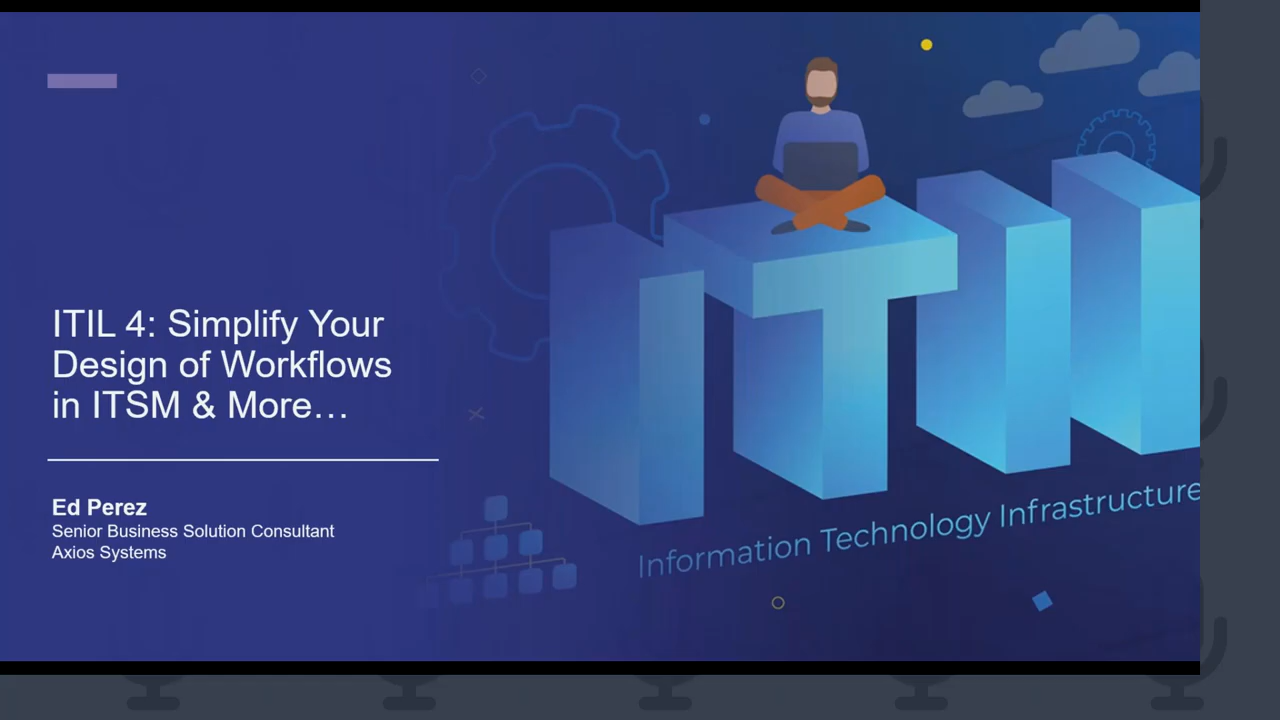 ITIL 4: Simplify Your
Design of Workflows
in ITSM & More…
Ed Perez
Senior Business Solution Consultant
Axios Systems
ITIL
Information Technology Infrastructure